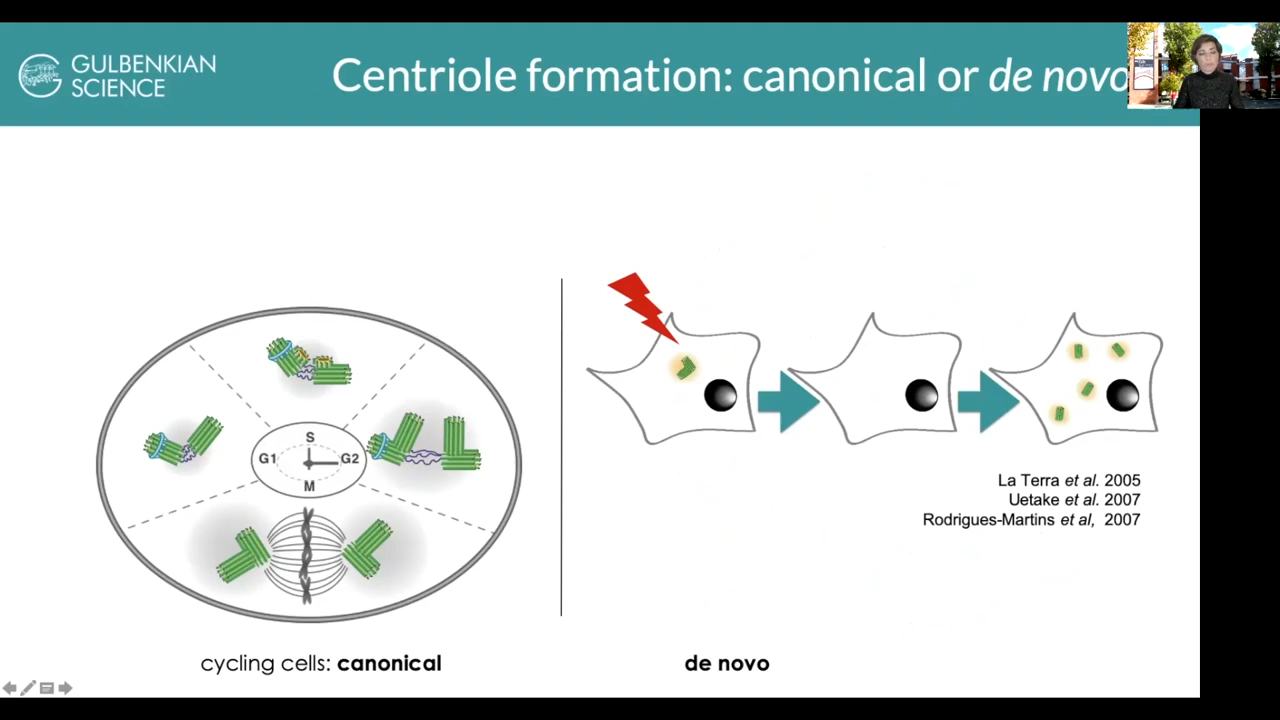 GULBENKIAN
SCIENCE
Centriole formation: canonical or de novo
S
G1
G2
M
La Terra et al. 2005
Uetake et al. 2007
Rodrigues-Martins et al, 2007
cycling cells: canonical
de novo